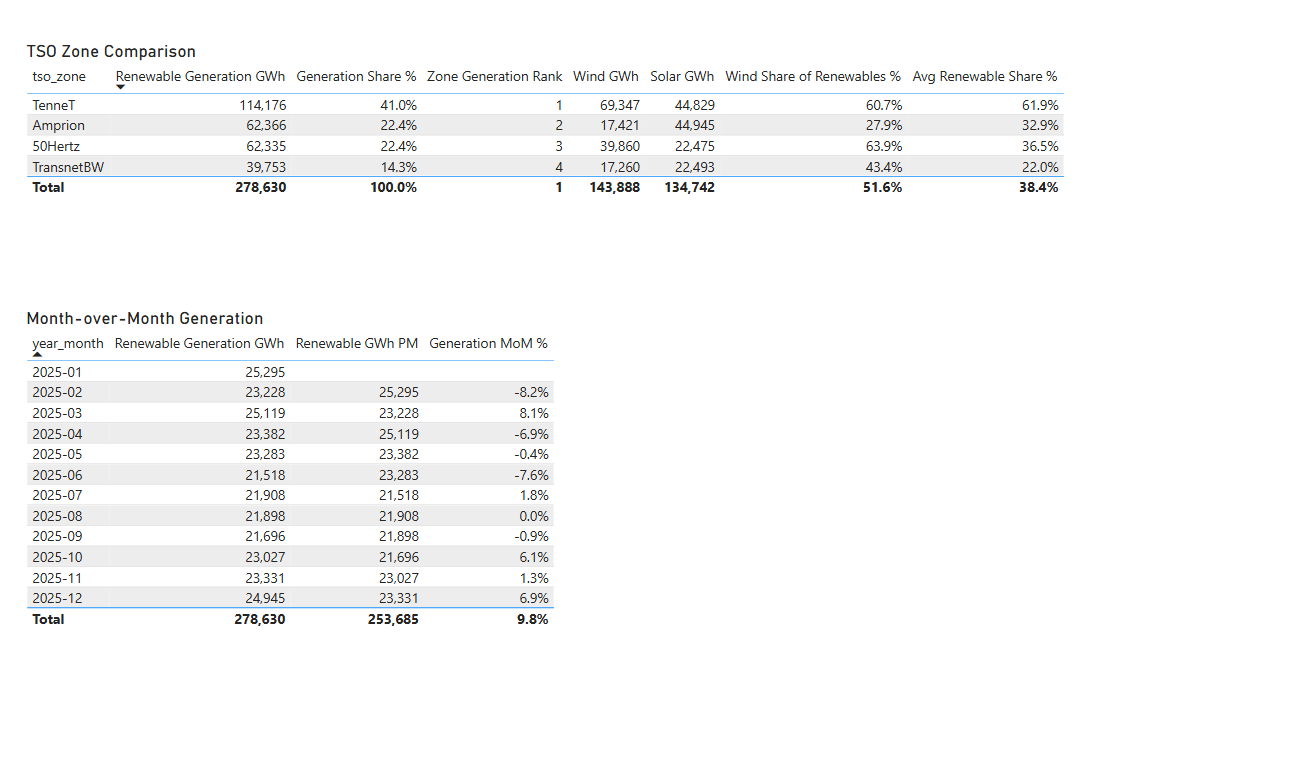 TSO Zone Comparison
tso_zone Renewable Generation GWh Generation Share % Zone Generation Rank Wind GWh Solar GWh Wind Share of Renewables % Avg Renewable Share %
TenneT 114,176 41.0% 1 69,347 44,829 60.7% 61.9%
Amprion 62,366 22.4% 2 17,421 44,945 27.9% 32.9%
50Hertz 62,335 22.4% 3 39,860 22,475 63.9% 36.5%
TransnetBW 39,753 14.3% 4 17,260 22,493 43.4% 22.0%
Total 278,630 100.0% 1 143,888 134,742 51.6% 38.4%
Month-over-Month Generation
year_month Renewable Generation GWh Renewable GWh PM Generation MoM %
2025-01 25,295
2025-02 23,228 25,295 -8.2%
2025-03 25,119 23,228 8.1%
2025-04 23,382 25,119 -6.9%
2025-05 23,283 23,382 -0.4%
2025-06 21,518 23,283 -7.6%
2025-07 21,908 21,518 1.8%
2025-08 21,898 21,908 0.0%
2025-09 21,696 21,898 -0.9%
2025-10 23,027 21,696 6.1%
2025-11 23,331 23,027 1.3%
2025-12 24,945 23,331 6.9%
Total 278,630 253,685 9.8%